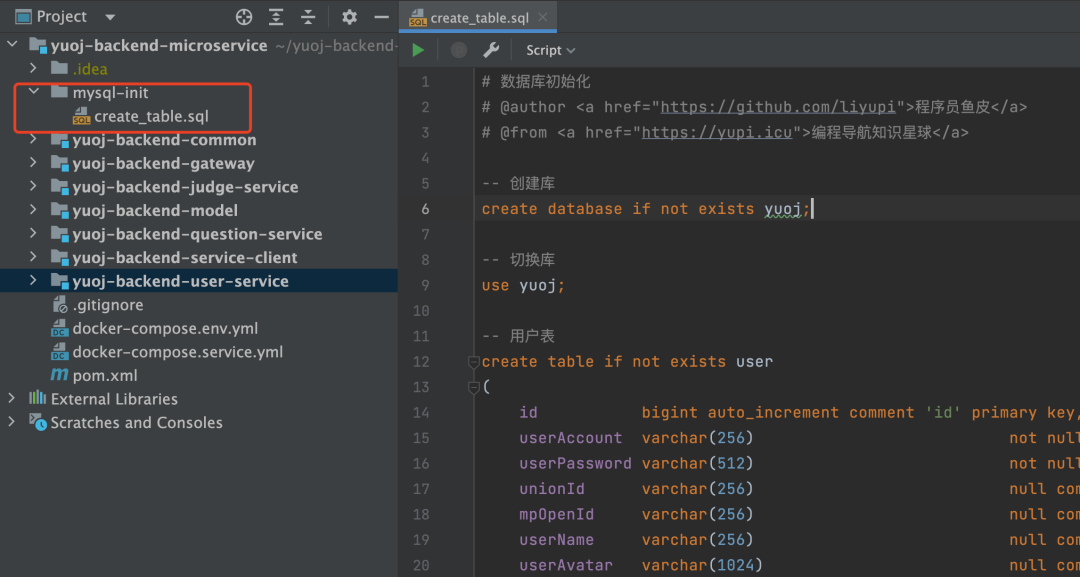 Project
yuoj-backend-microservice ~/yuoj-backend-
.idea
mysql-init
create_table.sql
yuoj-backend-common
yuoj-backend-gateway
yuoj-backend-judge-service
yuoj-backend-model
yuoj-backend-question-service
yuoj-backend-service-client
yuoj-backend-user-service
.gitignore
docker-compose.env.yml
docker-compose.service.yml
pom.xml
External Libraries
Scratches and Consoles
create_table.sql
Script
1 # 数据库初始化
2 # @author <a href="https://github.com/liyupi">程序员鱼皮</a>
3 # @from <a href="https://yupi.icu">编程导航知识星球</a>
4
5 -- 创建库
6 create database if not exists yuoj;
7
8 -- 切换库
9 use yuoj;
10
11 -- 用户表
12 create table if not exists user
13 (
14 id bigint auto_increment comment 'id' primary key,
15 userAccount varchar(256) not null
16 userPassword varchar(512) not null
17 unionId varchar(256) null com
18 mpOpenId varchar(256) null com
19 userName varchar(256) null com
20 userAvatar varchar(1024) null com